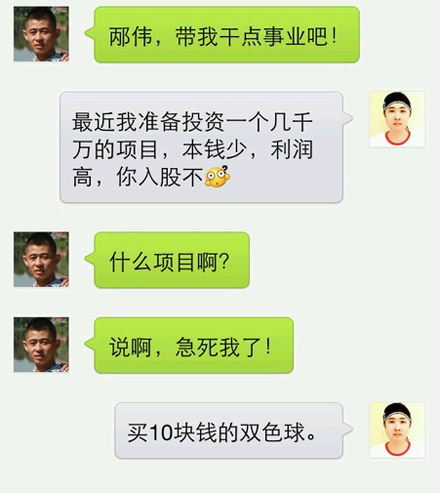 邴伟，带我干点事业吧！
最近我准备投资一个几千
万的项目，本钱少，利润
高，你入股不
什么项目啊？
说啊，急死我了！
买10块钱的双色球。